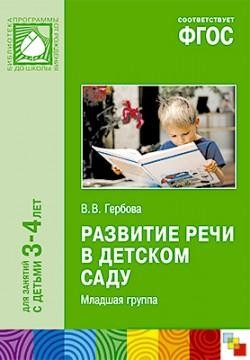 СООТВЕТСТВУЕТ
ФГОС
БИБЛИОТЕКА ПРОГРАММЫ
ОТ РОЖДЕНИЯ
ДО ШКОЛЫ
ДЛЯ ЗАНЯТИЙ
С ДЕТЬМИ 3-4 ЛЕТ
В. В. Гербова
РАЗВИТИЕ РЕЧИ
В ДЕТСКОМ
САДУ
Младшая группа